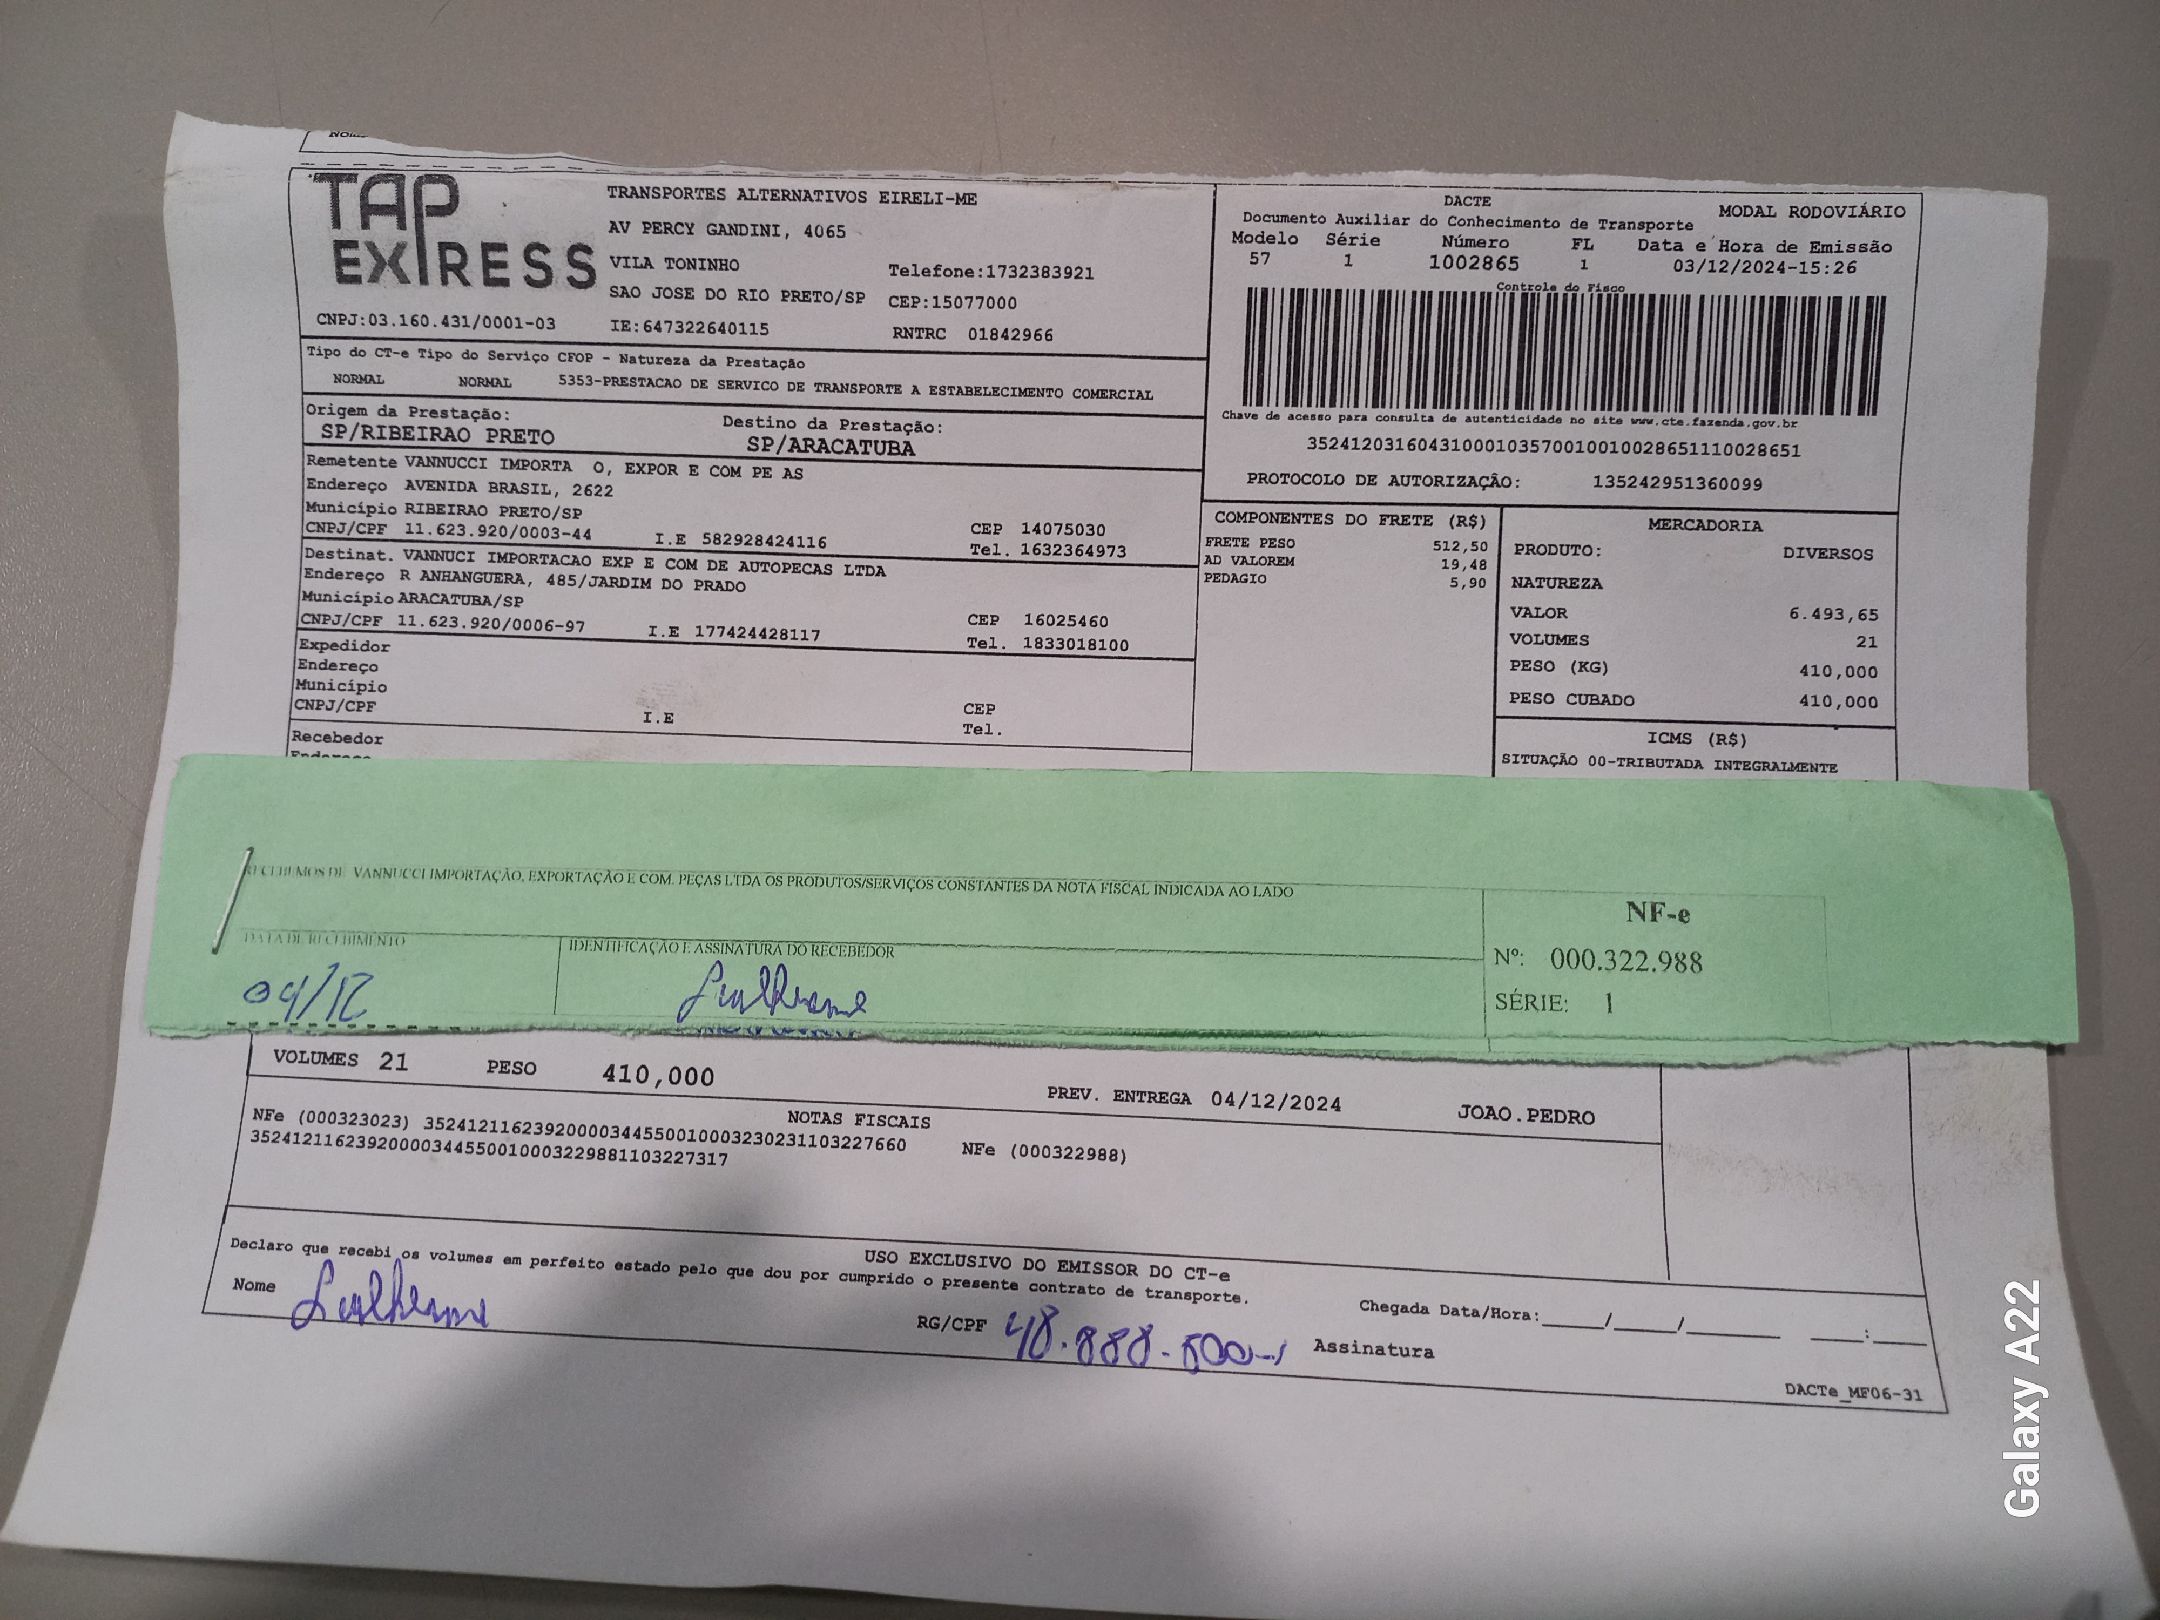 TAP EXPRESS
TRANSPORTES ALTERNATIVOS EIRELI-ME
AV PERCY GANDINI, 4065
VILA TONINHO Telefone:1732383921
SAO JOSE DO RIO PRETO/SP CEP:15077000
CNPJ:03.160.431/0001-03 IE:647322640115 RNTRC 01842966
DACTE MODAL RODOVIÁRIO
Documento Auxiliar do Conhecimento de Transporte
Modelo Série Número FL Data e Hora de Emissão
57 1 1002865 1 03/12/2024-15:26
Controle do Fisco
Chave de acesso para consulta de autenticidade no site www.cte.fazenda.gov.br
35241203160431000103570010010028651110028651
PROTOCOLO DE AUTORIZAÇÃO: 135242951360099
Tipo do CT-e Tipo do Serviço CFOP - Natureza da Prestação
NORMAL NORMAL 5353-PRESTACAO DE SERVICO DE TRANSPORTE A ESTABELECIMENTO COMERCIAL
Origem da Prestação: Destino da Prestação:
SP/RIBEIRAO PRETO SP/ARACATUBA
Remetente VANNUCCI IMPORTA O, EXPOR E COM PE AS
Endereço AVENIDA BRASIL, 2622
Município RIBEIRAO PRETO/SP CEP 14075030
CNPJ/CPF 11.623.920/0003-44 I.E 582928424116 Tel. 1632364973
Destinat. VANNUCI IMPORTACAO EXP E COM DE AUTOPECAS LTDA
Endereço R ANHANGUERA, 485/JARDIM DO PRADO
Município ARACATUBA/SP CEP 16025460
CNPJ/CPF 11.623.920/0006-97 I.E 177424428117 Tel. 1833018100
Expedidor
Endereço
Município CEP
CNPJ/CPF I.E Tel.
Recebedor
Endereço
COMPONENTES DO FRETE (R$)
FRETE PESO 512,50
AD VALOREM 19,48
PEDAGIO 5,90
MERCADORIA
PRODUTO: DIVERSOS
NATUREZA
VALOR 6.493,65
VOLUMES 21
PESO (KG) 410,000
PESO CUBADO 410,000
ICMS (R$)
SITUAÇÃO 00-TRIBUTADA INTEGRALMENTE
RECEBEMOS DE VANNUCCI IMPORTAÇÃO, EXPORTAÇÃO E COM. PEÇAS LTDA OS PRODUTOS/SERVIÇOS CONSTANTES DA NOTA FISCAL INDICADA AO LADO
DATA DE RECEBIMENTO IDENTIFICAÇÃO E ASSINATURA DO RECEBEDOR
04/12 Guilherme
NF-e
Nº: 000.322.988
SÉRIE: 1
VOLUMES 21 PESO 410,000 PREV. ENTREGA 04/12/2024 JOAO.PEDRO
NOTAS FISCAIS
NFe (000323023) 35241211623920000344550010003230231103227660 NFe (000322988)
35241211623920000344550010003229881103227317
USO EXCLUSIVO DO EMISSOR DO CT-e
Declaro que recebi os volumes em perfeito estado pelo que dou por cumprido o presente contrato de transporte.
Nome Guilherme RG/CPF 48.888.500-1 Assinatura Chegada Data/Hora:_____/_____/________ ____:____
DACTe_MF06-31
Galaxy A22